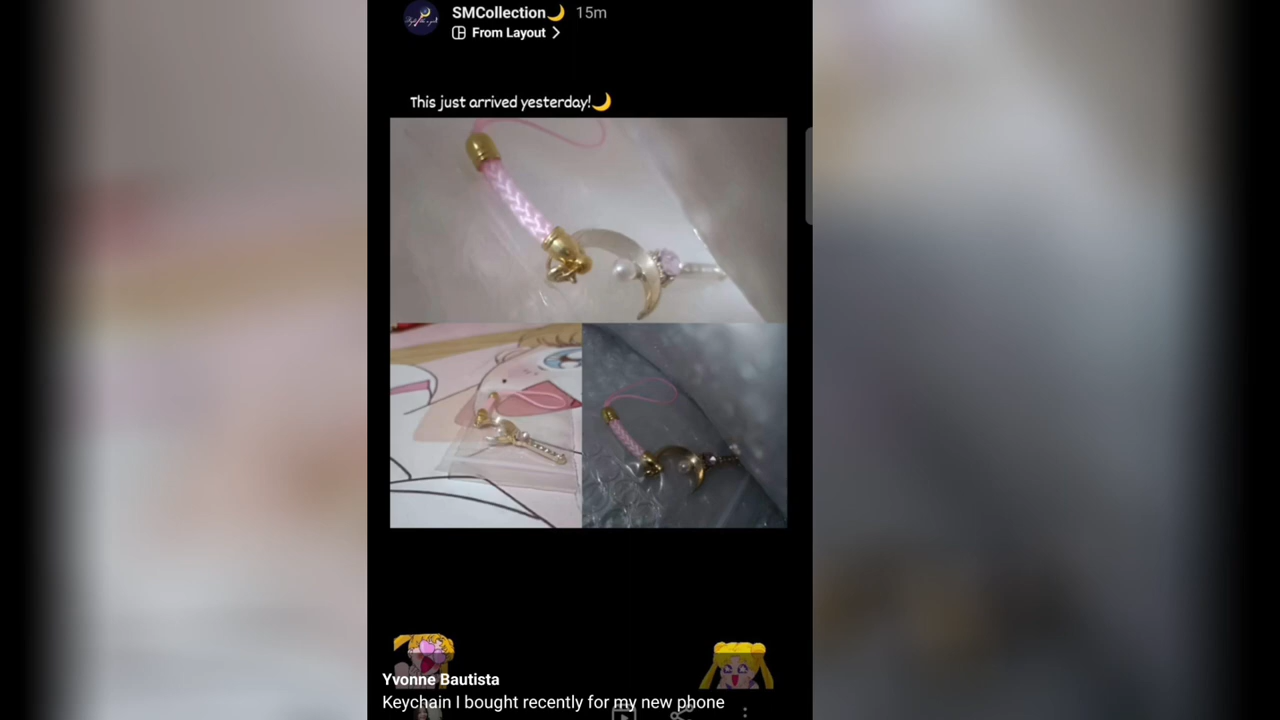 SMCollection🌙 15m
From Layout >
This just arrived yesterday!🌙
Yvonne Bautista
Keychain I bought recently for my new phone